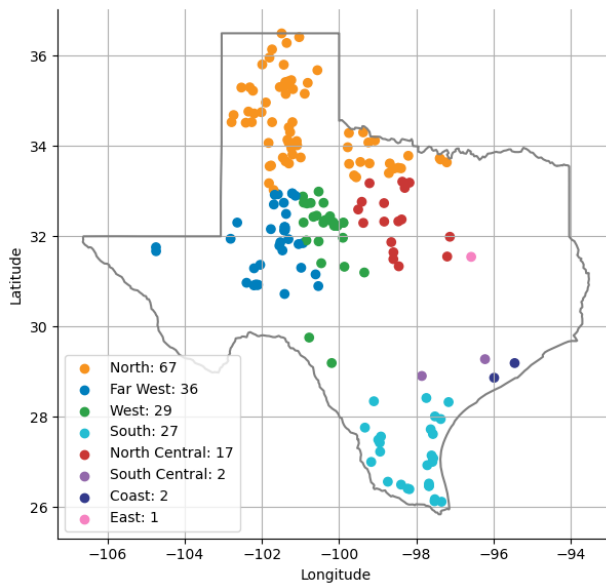 36
34
32
30
28
26
Latitude
North: 67
Far West: 36
West: 29
South: 27
North Central: 17
South Central: 2
Coast: 2
East: 1
−106
−104
−102
−100
−98
−96
−94
Longitude